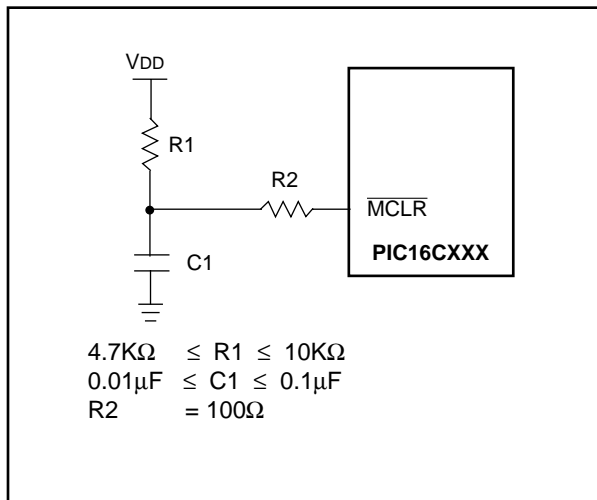 VDD
R1
R2
MCLR
PIC16CXXX
C1
4.7KΩ ≤ R1 ≤ 10KΩ
0.01µF ≤ C1 ≤ 0.1µF
R2 = 100Ω